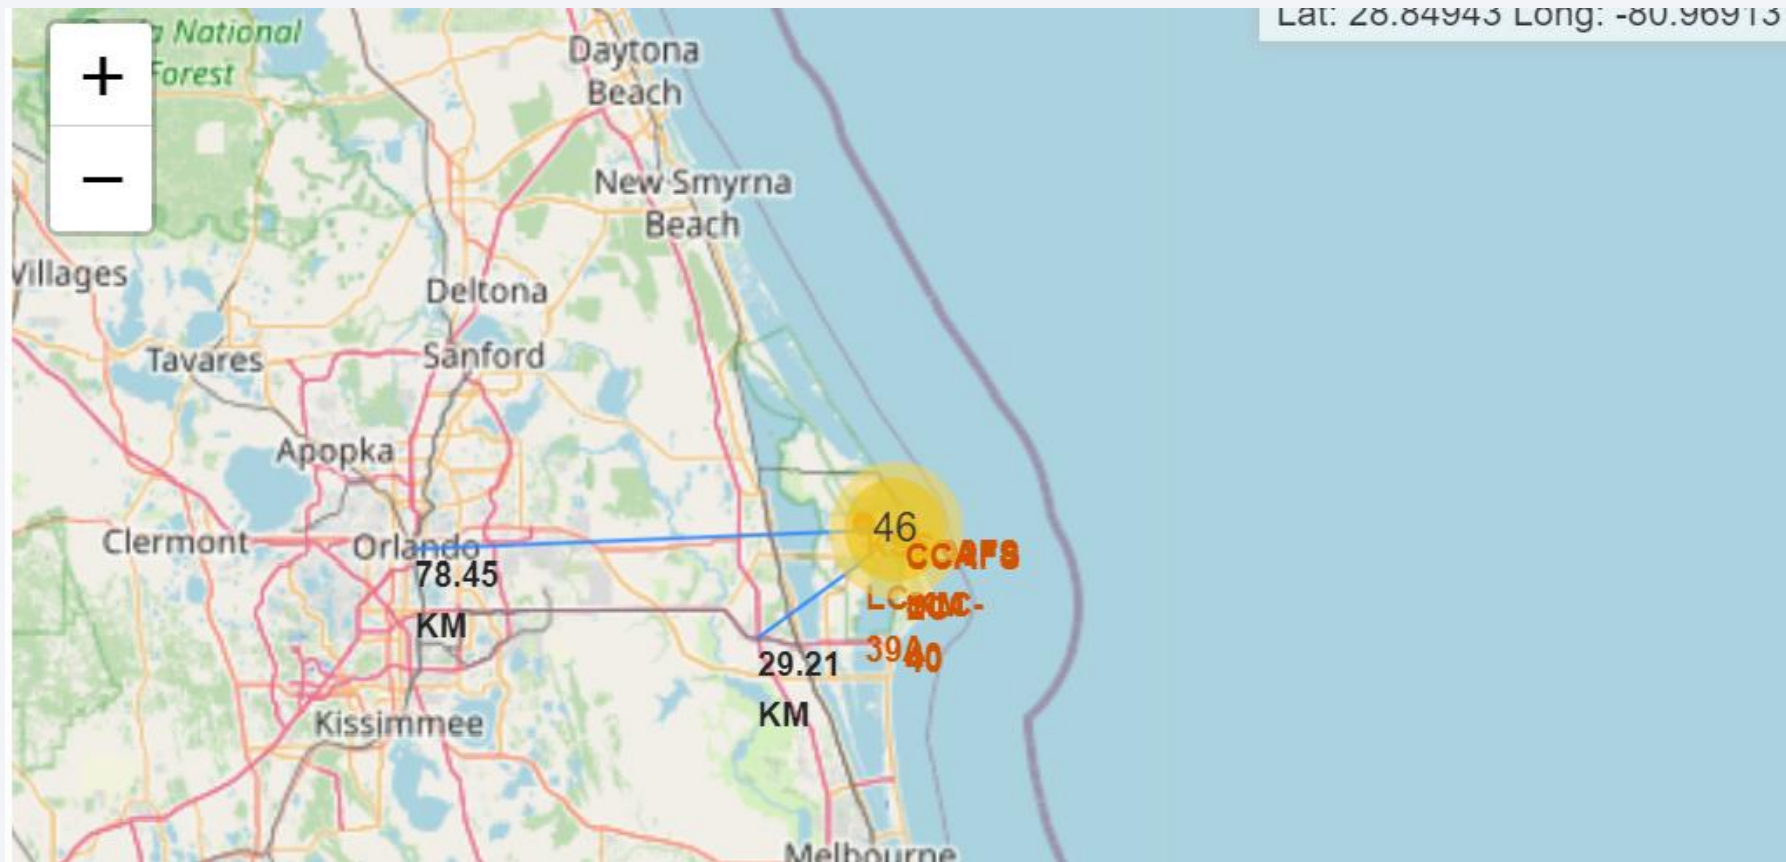 Lat: 28.84943 Long: -80.96913
National
Forest
+
−
Daytona
Beach
New Smyrna
Beach
Villages
Deltona
Tavares
Sanford
Apopka
46
Clermont
Orlando
CCAFS
78.45
KM
39A
40
29.21
KM
Kissimmee
Melbourne